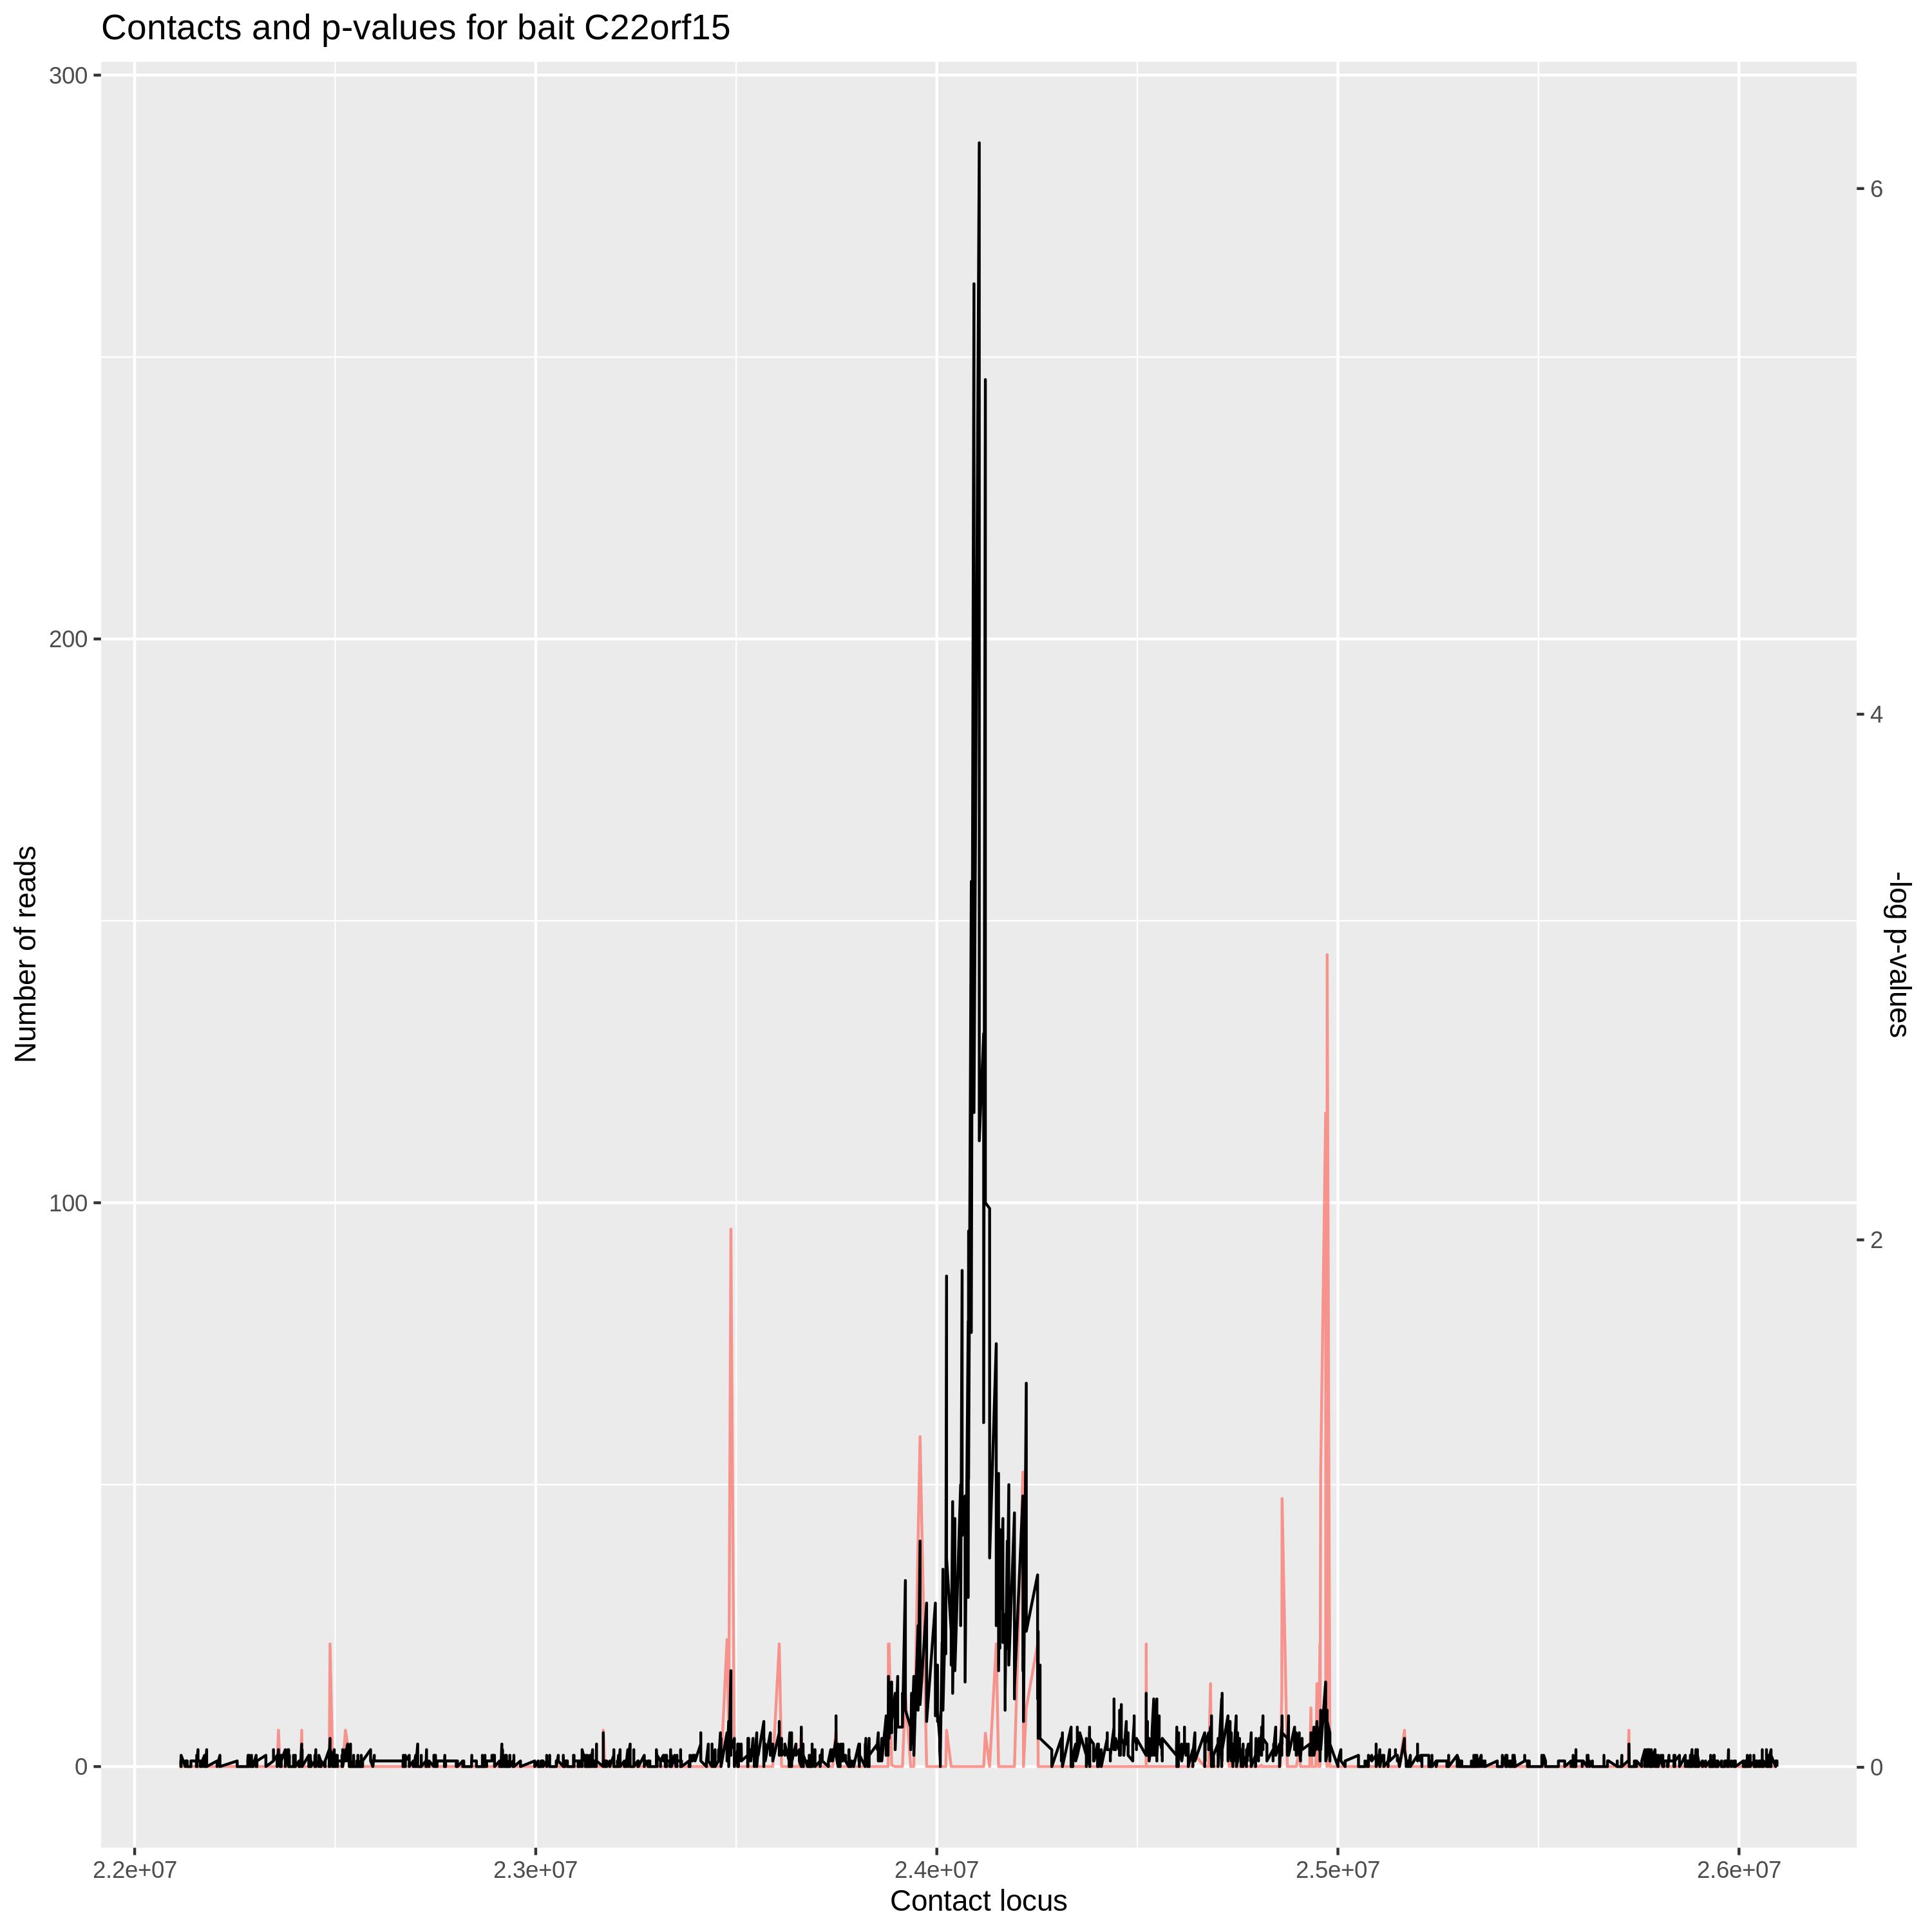 Contacts and p-values for bait C22orf15
300
200
100
0
Number of reads
6
4
2
0
-log p-values
2.2e+07
2.3e+07
2.4e+07
2.5e+07
2.6e+07
Contact locus